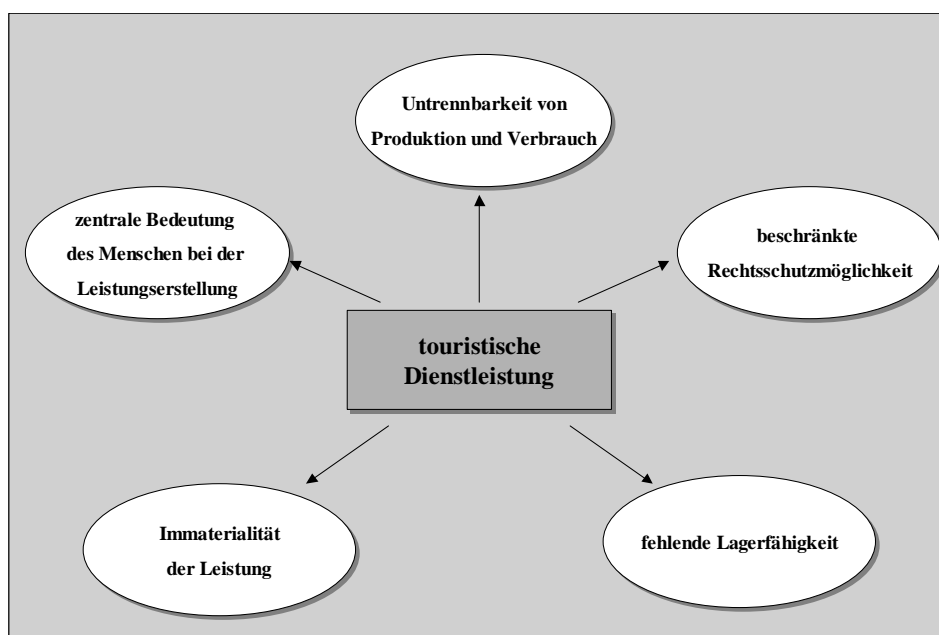 Untrennbarkeit von
Produktion und Verbrauch
zentrale Bedeutung
des Menschen bei der
Leistungserstellung
beschränkte
Rechtsschutzmöglichkeit
touristische
Dienstleistung
Immaterialität
der Leistung
fehlende Lagerfähigkeit